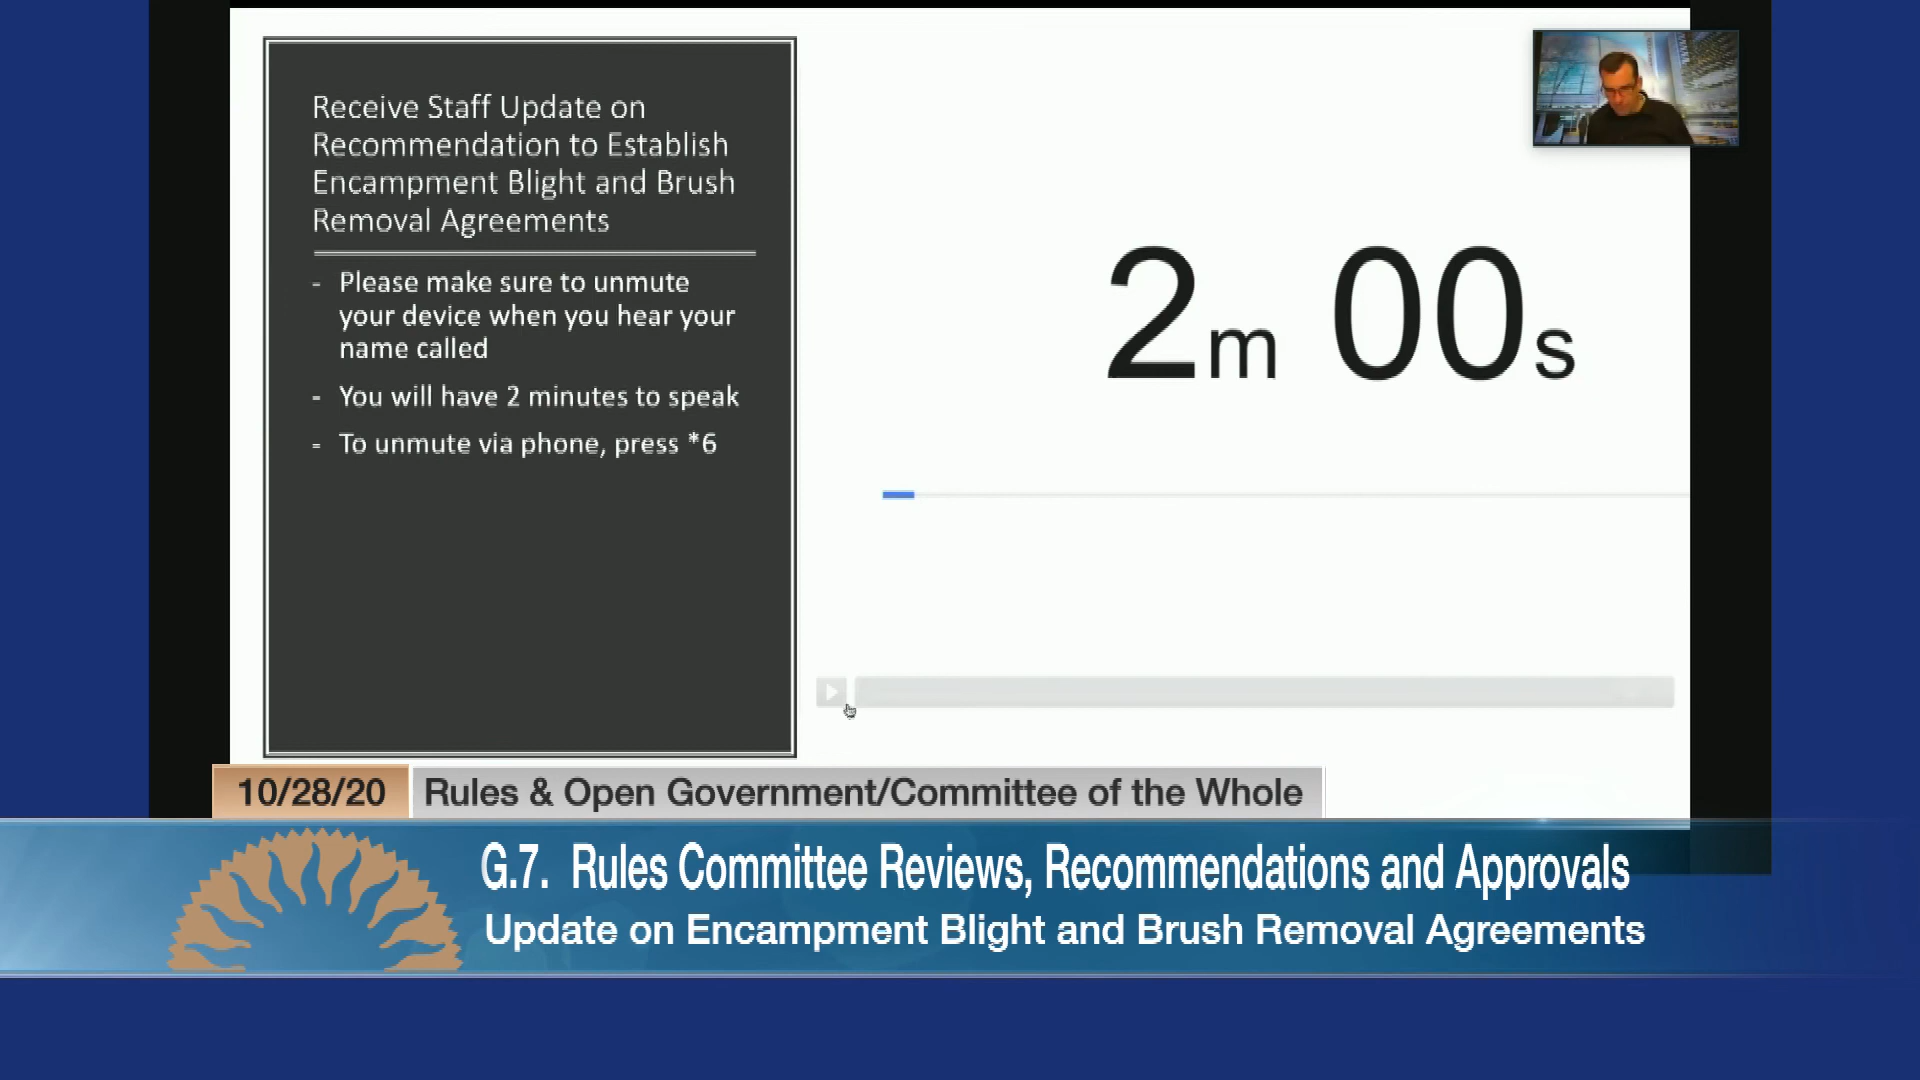 Receive Staff Update on
Recommendation to Establish
Encampment Blight and Brush
Removal Agreements
- Please make sure to unmute
your device when you hear your
name called
- You will have 2 minutes to speak
- To unmute via phone, press *6
2m 00s
10/28/20 Rules & Open Government/Committee of the Whole
G.7. Rules Committee Reviews, Recommendations and Approvals
Update on Encampment Blight and Brush Removal Agreements